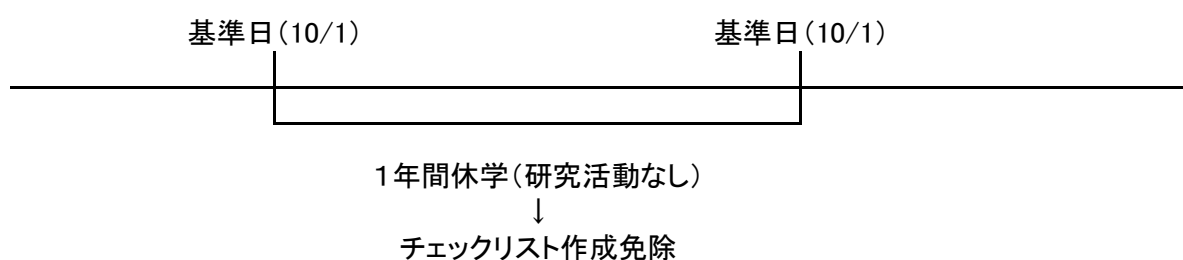 基準日(10/1) 基準日(10/1)
1年間休学(研究活動なし)
↓
チェックリスト作成免除